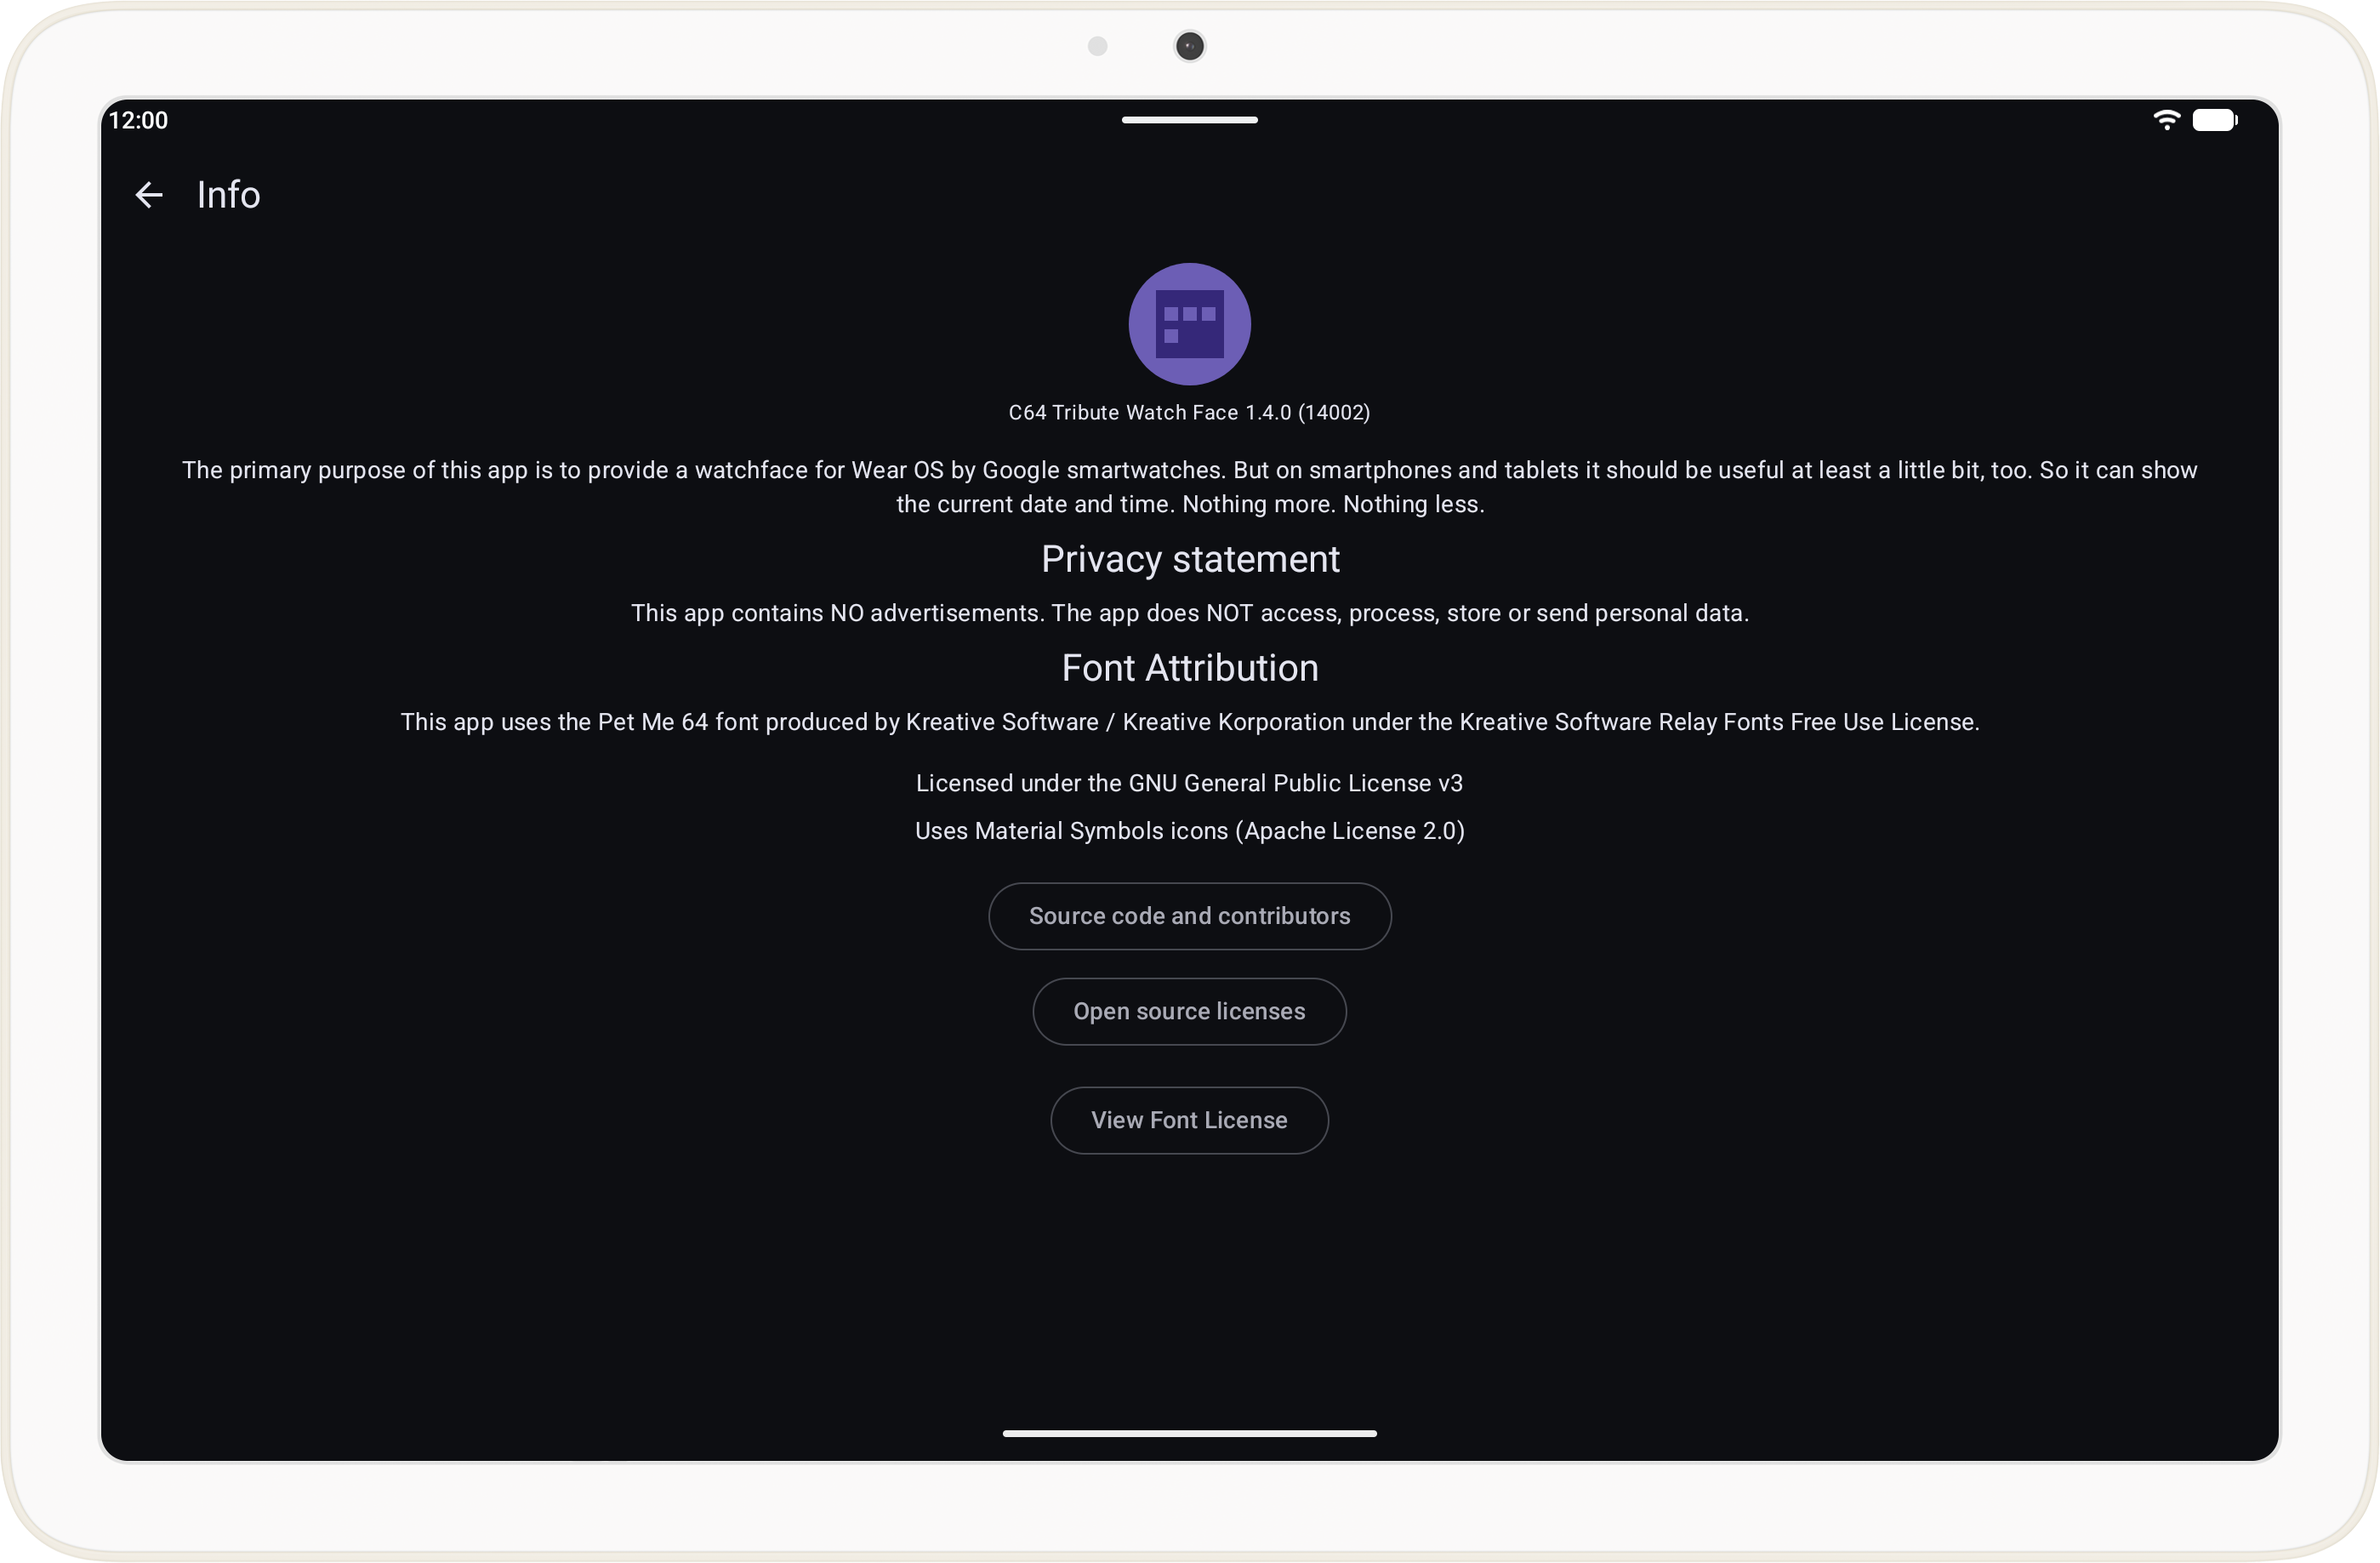 12:00
Info
C64 Tribute Watch Face 1.4.0 (14002)
The primary purpose of this app is to provide a watchface for Wear OS by Google smartwatches. But on smartphones and tablets it should be useful at least a little bit, too. So it can show
the current date and time. Nothing more. Nothing less.
Privacy statement
This app contains NO advertisements. The app does NOT access, process, store or send personal data.
Font Attribution
This app uses the Pet Me 64 font produced by Kreative Software / Kreative Korporation under the Kreative Software Relay Fonts Free Use License.
Licensed under the GNU General Public License v3
Uses Material Symbols icons (Apache License 2.0)
Source code and contributors
Open source licenses
View Font License